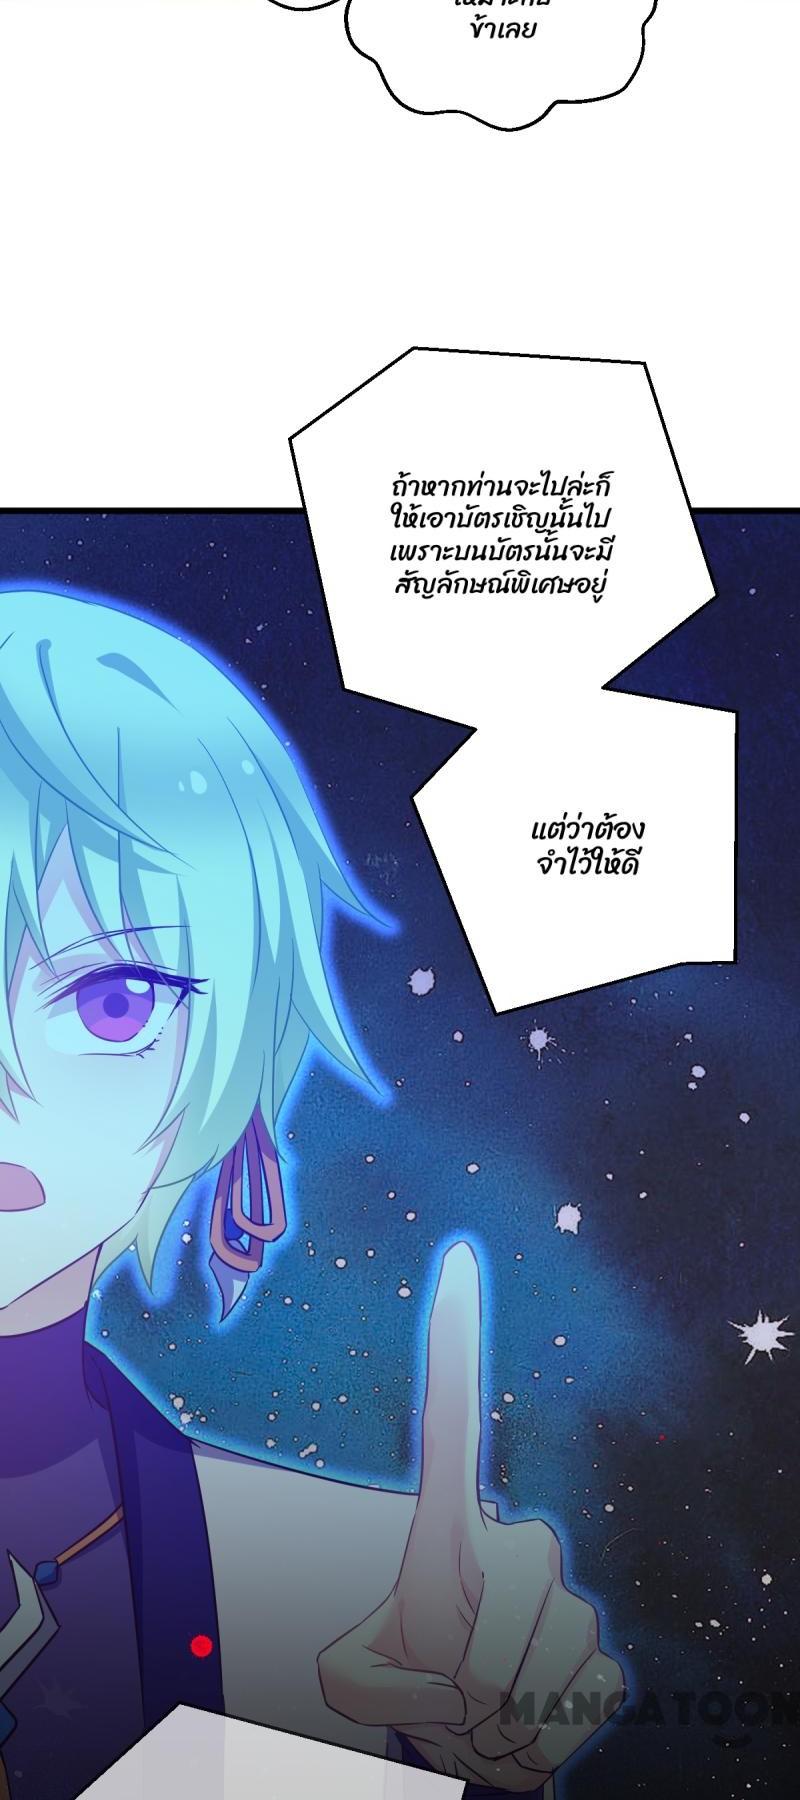 ข้าเลย
ถ้าหากท่านจะไปล่ะก็
ให้เอาบัตรเชิญนั้นไป
เพราะบนบัตรนั้นจะมี
สัญลักษณ์พิเศษอยู่
แต่ว่าต้อง
จำไว้ให้ดี
MANGATOON